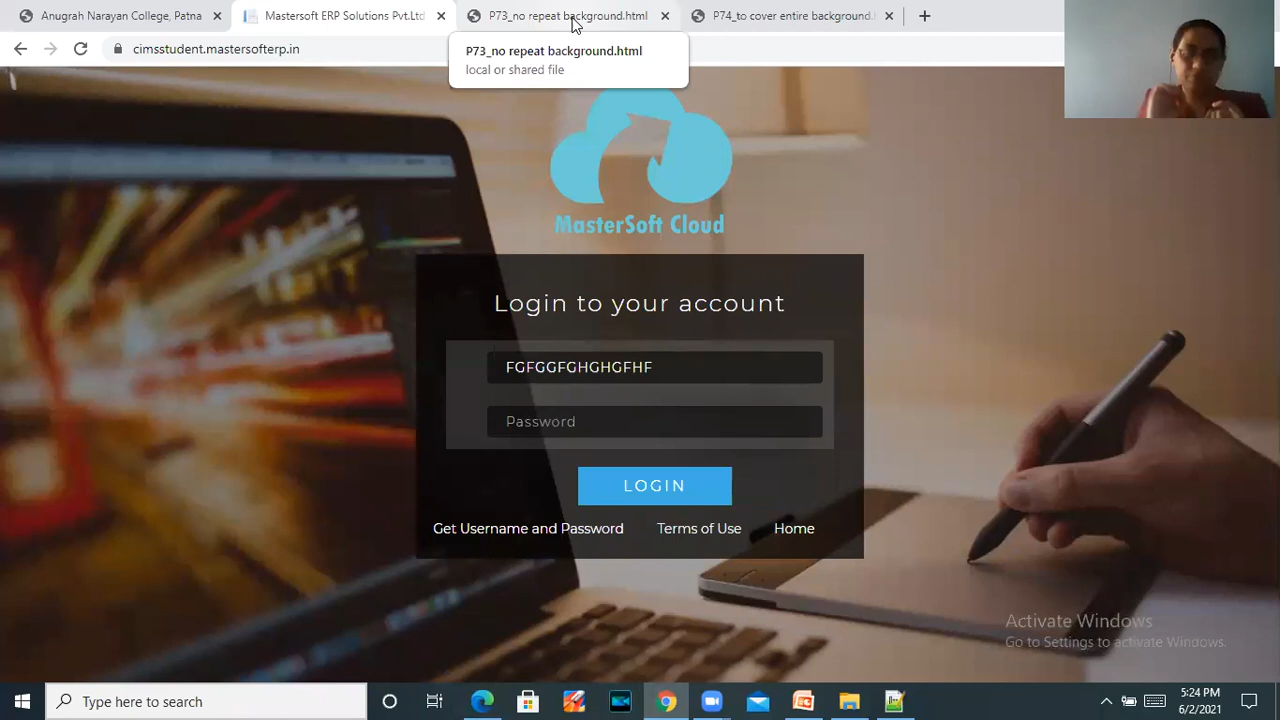 Anugrah Narayan College, Patna
Mastersoft ERP Solutions Pvt.Ltd
P73_no repeat background.html
P74_to cover entire background.h
cimsstudent.mastersofterp.in
P73_no repeat background.html
local or shared file
MasterSoft Cloud
Login to your account
FGFGGFGHGHGFHF
Password
LOGIN
Get Username and Password
Terms of Use
Home
Activate Windows
Go to Settings to activate Windows.
Type here to search
5:24 PM
6/2/2021